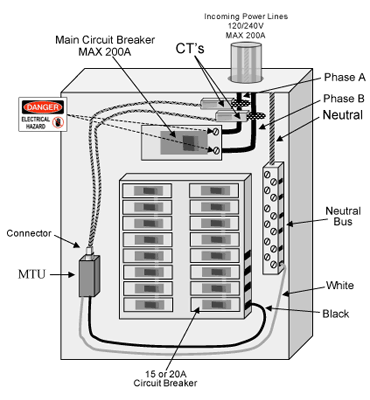 Incoming Power Lines
120/240V
MAX 200A
Main Circuit Breaker
MAX 200A
CT's
Phase A
Phase B
Neutral
DANGER
ELECTRICAL
HAZARD
Neutral
Bus
Connector
MTU
White
Black
15 or 20A
Circuit Breaker